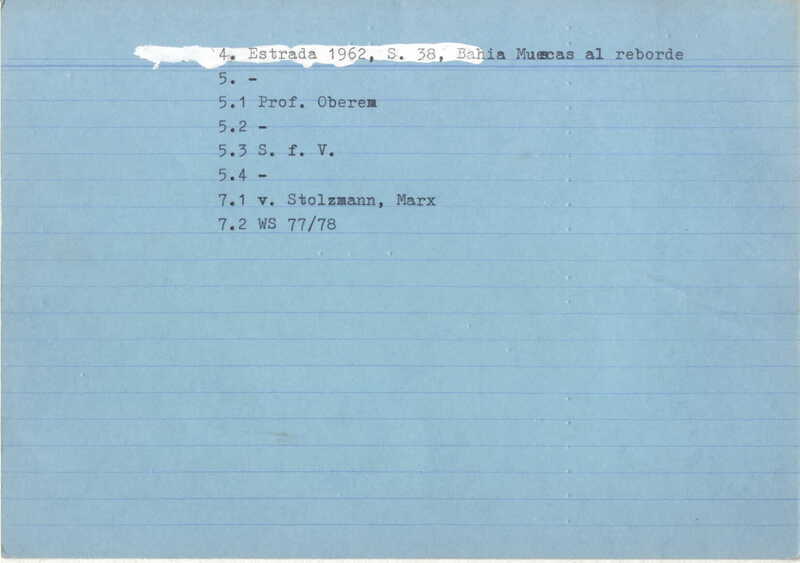 4. Estrada 1962, S. 38, Bahia Muescas al reborde
5. -
5.1 Prof. Oberem
5.2 -
5.3 S. f. V.
5.4 -
7.1 v. Stolzmann, Marx
7.2 WS 77/78